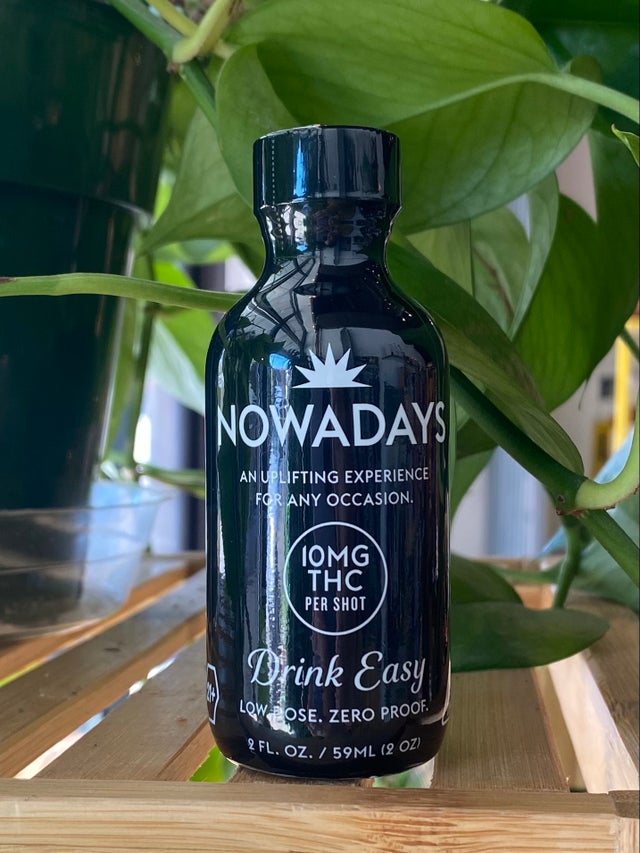 NOWADAYS
AN UPLIFTING EXPERIENCE
FOR ANY OCCASION.
10MG
THC
PER SHOT
Drink Easy
LOW DOSE. ZERO PROOF.
2 FL. OZ. / 59ML (2 OZ)